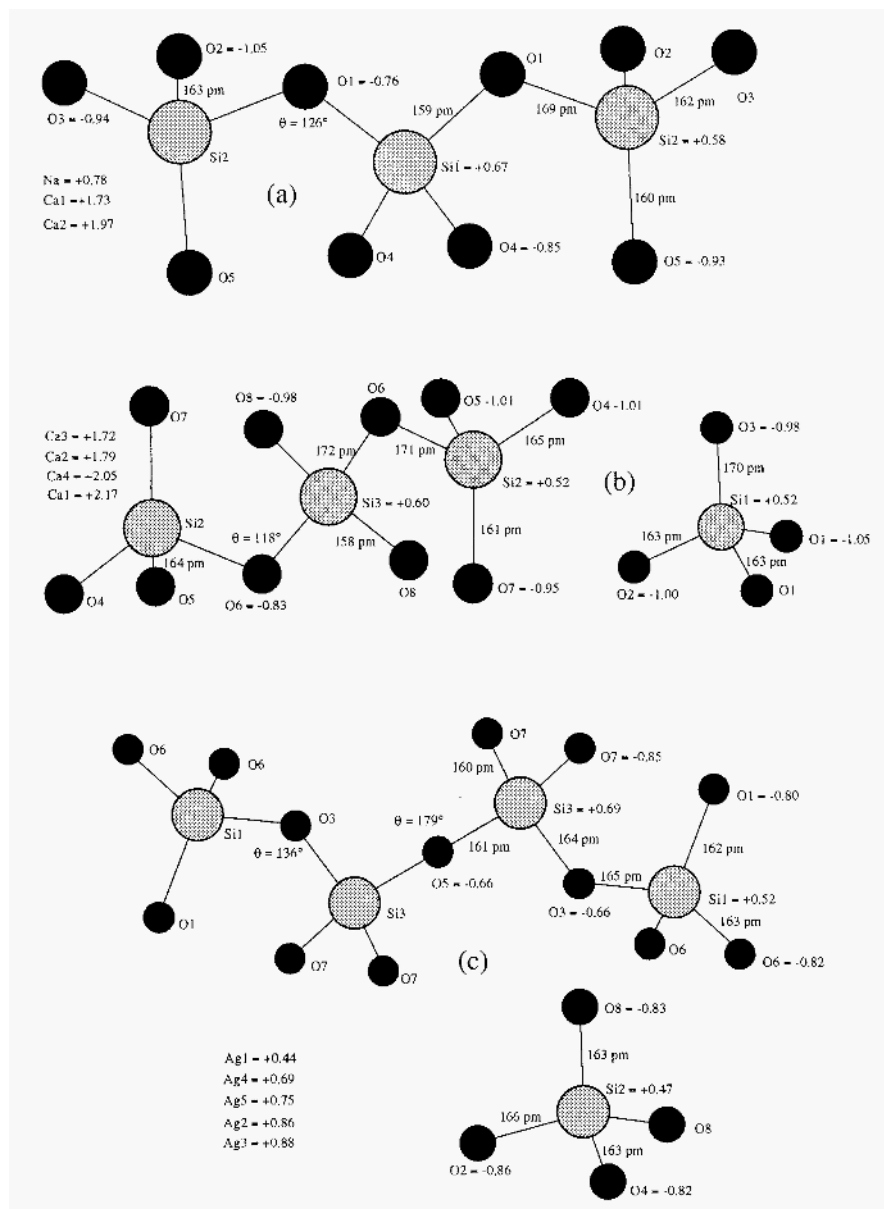 O2 = -1.05
163 pm
O3 = -0.94
O1 = -0.76
θ = 126°
Si2
O1
159 pm
169 pm
O2
162 pm
O3
Si1 = +0.67
Si2 = +0.58
Na = +0.78
Ca1 = +1.73
Ca2 = +1.97
(a)
160 pm
O4
O4 = -0.85
O5
O5 = -0.93
O7
O8 = -0.98
O6
O5 -1.01
O4 -1.01
Ca3 = +1.72
Ca2 = +1.79
Ca4 = +2.05
Ca1 = +2.17
172 pm
171 pm
165 pm
Si2 = +0.52
(b)
O3 = -0.98
170 pm
Si1 = +0.52
Si2
Si3 = +0.60
θ = 118°
158 pm
161 pm
164 pm
163 pm
O1 = -1.05
163 pm
O4
O5
O6 = -0.83
O8
O7 = -0.95
O2 = -1.00
O1
O6
O6
O7
160 pm
O7 = -0.85
O3
Si1
θ = 136°
θ = 179°
161 pm
Si3 = +0.69
164 pm
O1 = -0.80
162 pm
O5 = -0.66
165 pm
Si1 = +0.52
O3 = -0.66
163 pm
O1
Si3
O7
O7
(c)
O6
O6 = -0.82
O8 = -0.83
163 pm
Ag1 = +0.44
Ag4 = +0.69
Ag5 = +0.75
Ag2 = +0.86
Ag3 = +0.88
Si2 = +0.47
166 pm
O8
163 pm
O2 = -0.86
O4 = -0.82